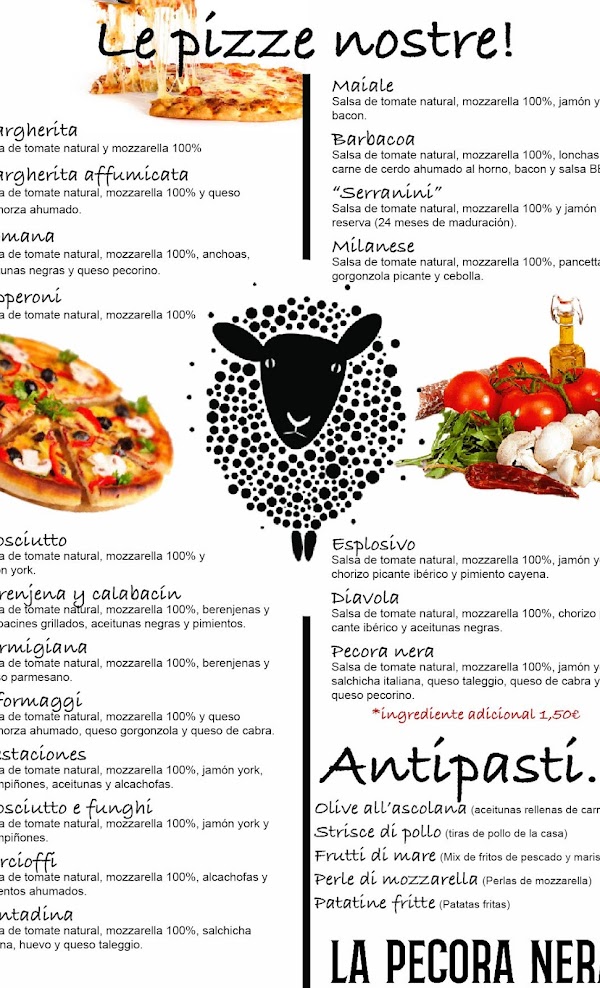 Le pizze nostre!
argherita
a de tomate natural y mozzarella 100%
argherita affumicata
a de tomate natural, mozzarella 100% y queso
morza ahumado.
mana
a de tomate natural, mozzarella 100%, anchoas,
unas negras y queso pecorino.
pperoni
a de tomate natural, mozzarella 100%
osciutto
a de tomate natural, mozzarella 100% y
n york.
erenjena y calabacín
a de tomate natural, mozzarella 100%, berenjenas y
bacines grillados, aceitunas negras y pimientos.
rmigiana
a de tomate natural, mozzarella 100%, berenjenas y
so parmesano.
formaggi
a de tomate natural, mozzarella 100% y queso
morza ahumado, queso gorgonzola y queso de cabra.
estaciones
a de tomate natural, mozzarella 100%, jamón york,
mpiñones, aceitunas y alcachofas.
osciutto e funghi
a de tomate natural, mozzarella 100%, jamón york y
mpiñones.
rcioffi
a de tomate natural, mozzarella 100%, alcachofas y
entos ahumados.
ntadina
a de tomate natural, mozzarella 100%, salchicha
na, huevo y queso taleggio.
Maiale
Salsa de tomate natural, mozzarella 100%, jamón y
bacon.
Barbacoa
Salsa de tomate natural, mozzarella 100%, lonchas
carne de cerdo ahumado al horno, bacon y salsa BB
“Serranini”
Salsa de tomate natural, mozzarella 100% y jamón
reserva (24 meses de maduración).
Milanese
Salsa de tomate natural, mozzarella 100%, pancetta
gorgonzola picante y cebolla.
Esplosivo
Salsa de tomate natural, mozzarella 100%, jamón y
chorizo picante ibérico y pimiento cayena.
Diavola
Salsa de tomate natural, mozzarella 100%, chorizo
cante ibérico y aceitunas negras.
Pecora nera
Salsa de tomate natural, mozzarella 100%, jamón y
salchicha italiana, queso taleggio, queso de cabra y
queso pecorino.
*ingrediente adicional 1,50€
Antipasti.
Olive all’ascolana (aceitunas rellenas de carn
Strisce di pollo (tiras de pollo de la casa)
Frutti di mare (Mix de fritos de pescado y maris
Perle di mozzarella (Perlas de mozzarella)
Patatine fritte (Patatas fritas)
LA PECORA NERA